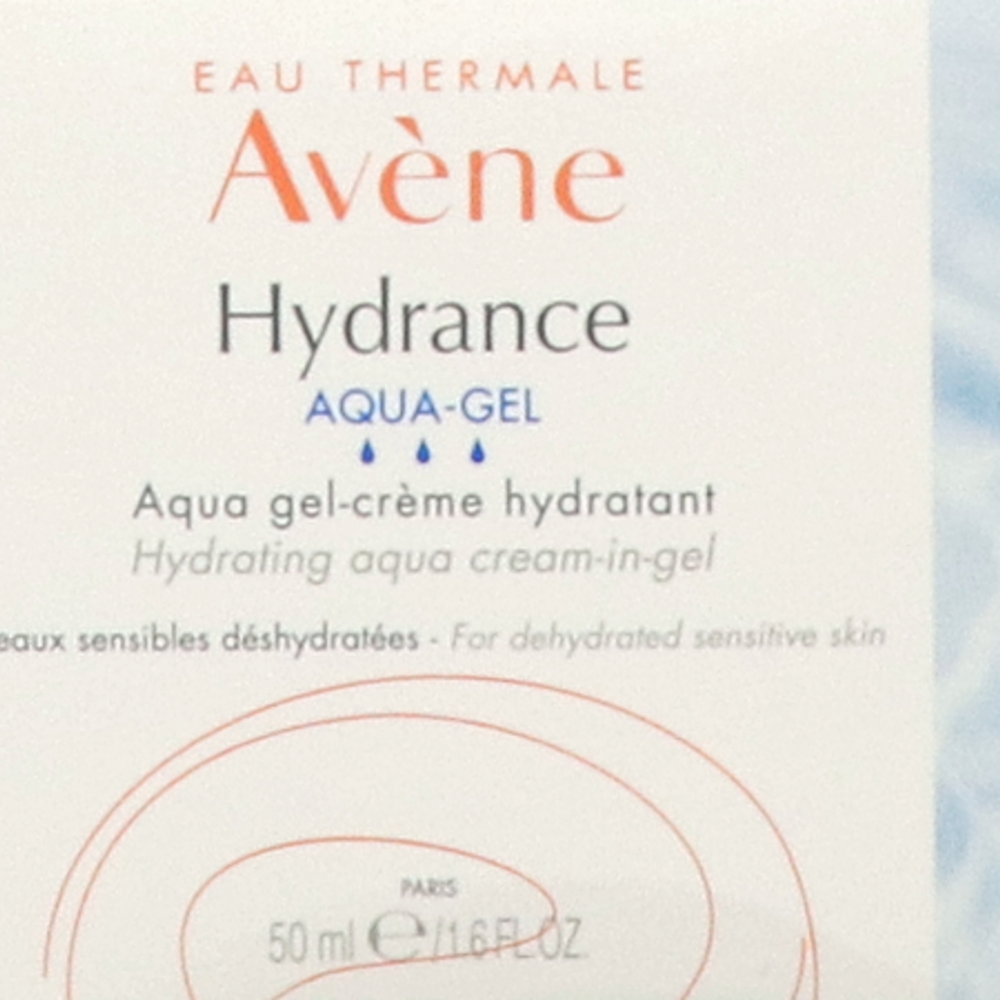 EAU THERMALE
Avène
Hydrance
AQUA-GEL
Aqua gel-crème hydratant
Hydrating aqua cream-in-gel
eaux sensibles déshydratées - For dehydrated sensitive skin
PARIS
50 ml ℮/1.6 FL.OZ.